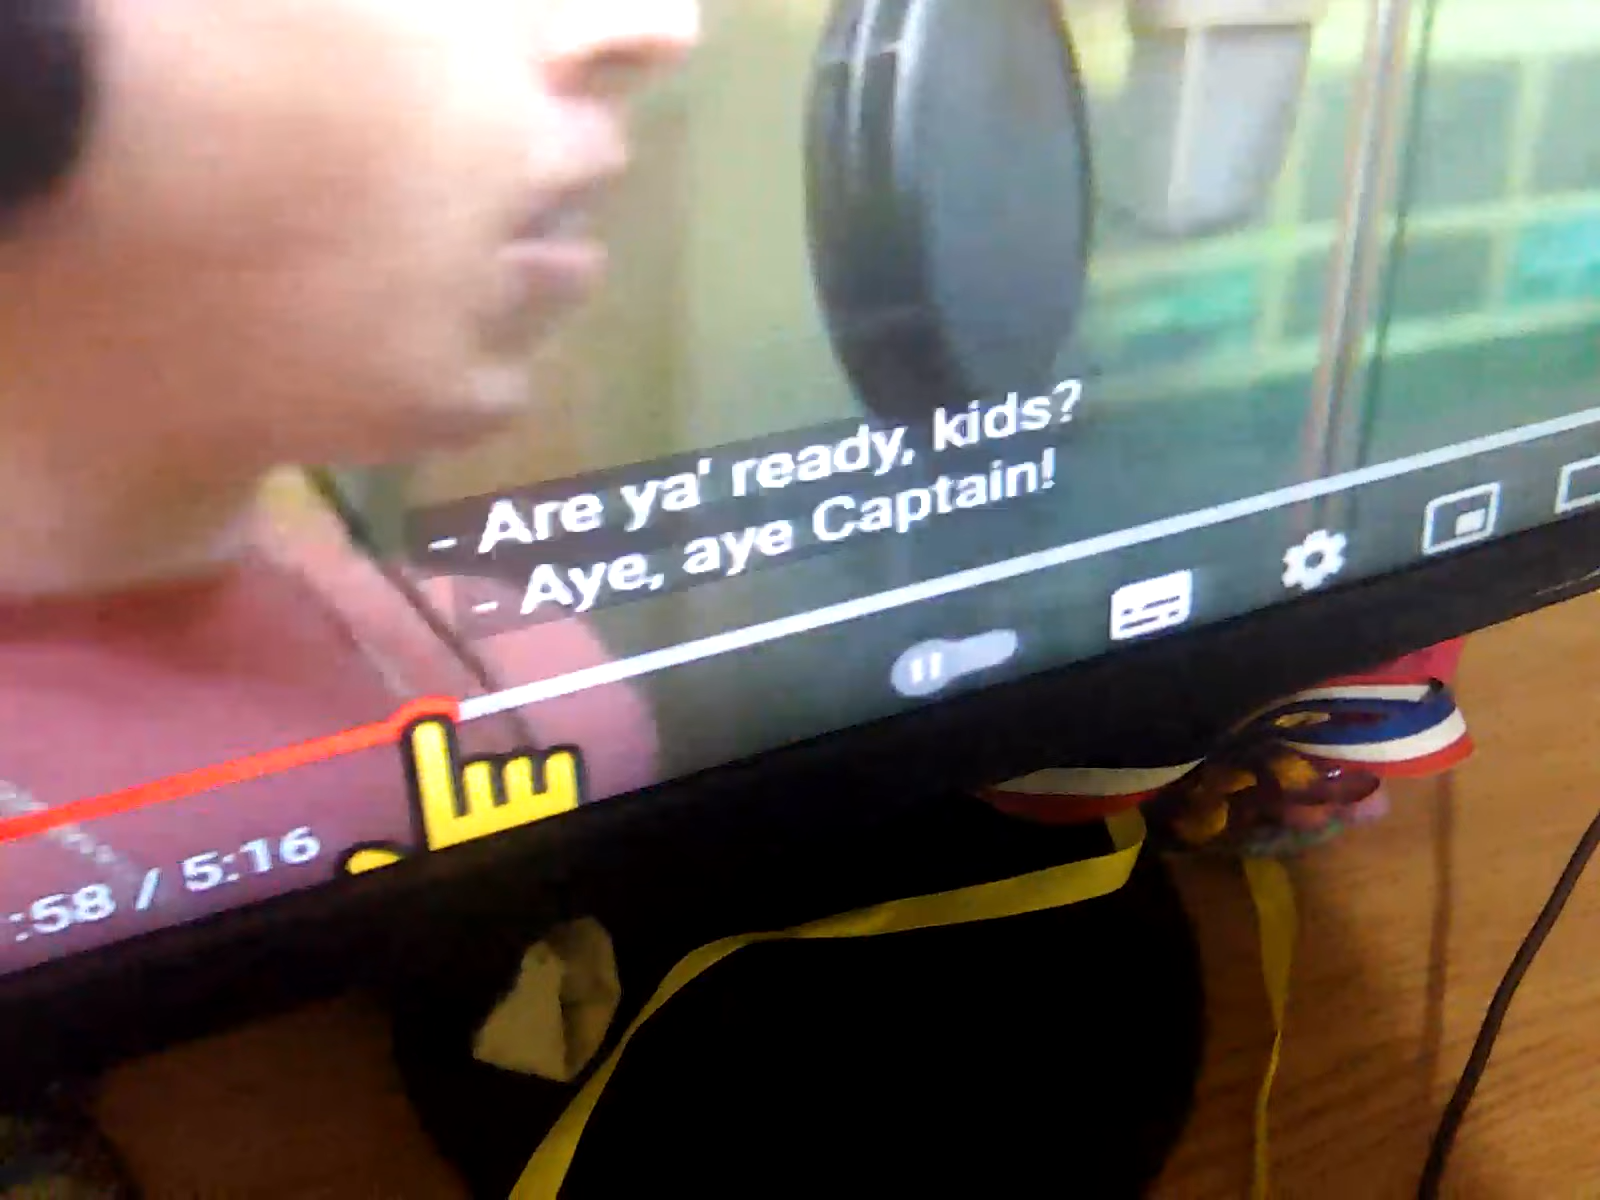 - Are ya' ready, kids?
- Aye, aye Captain!
:58 / 5:16